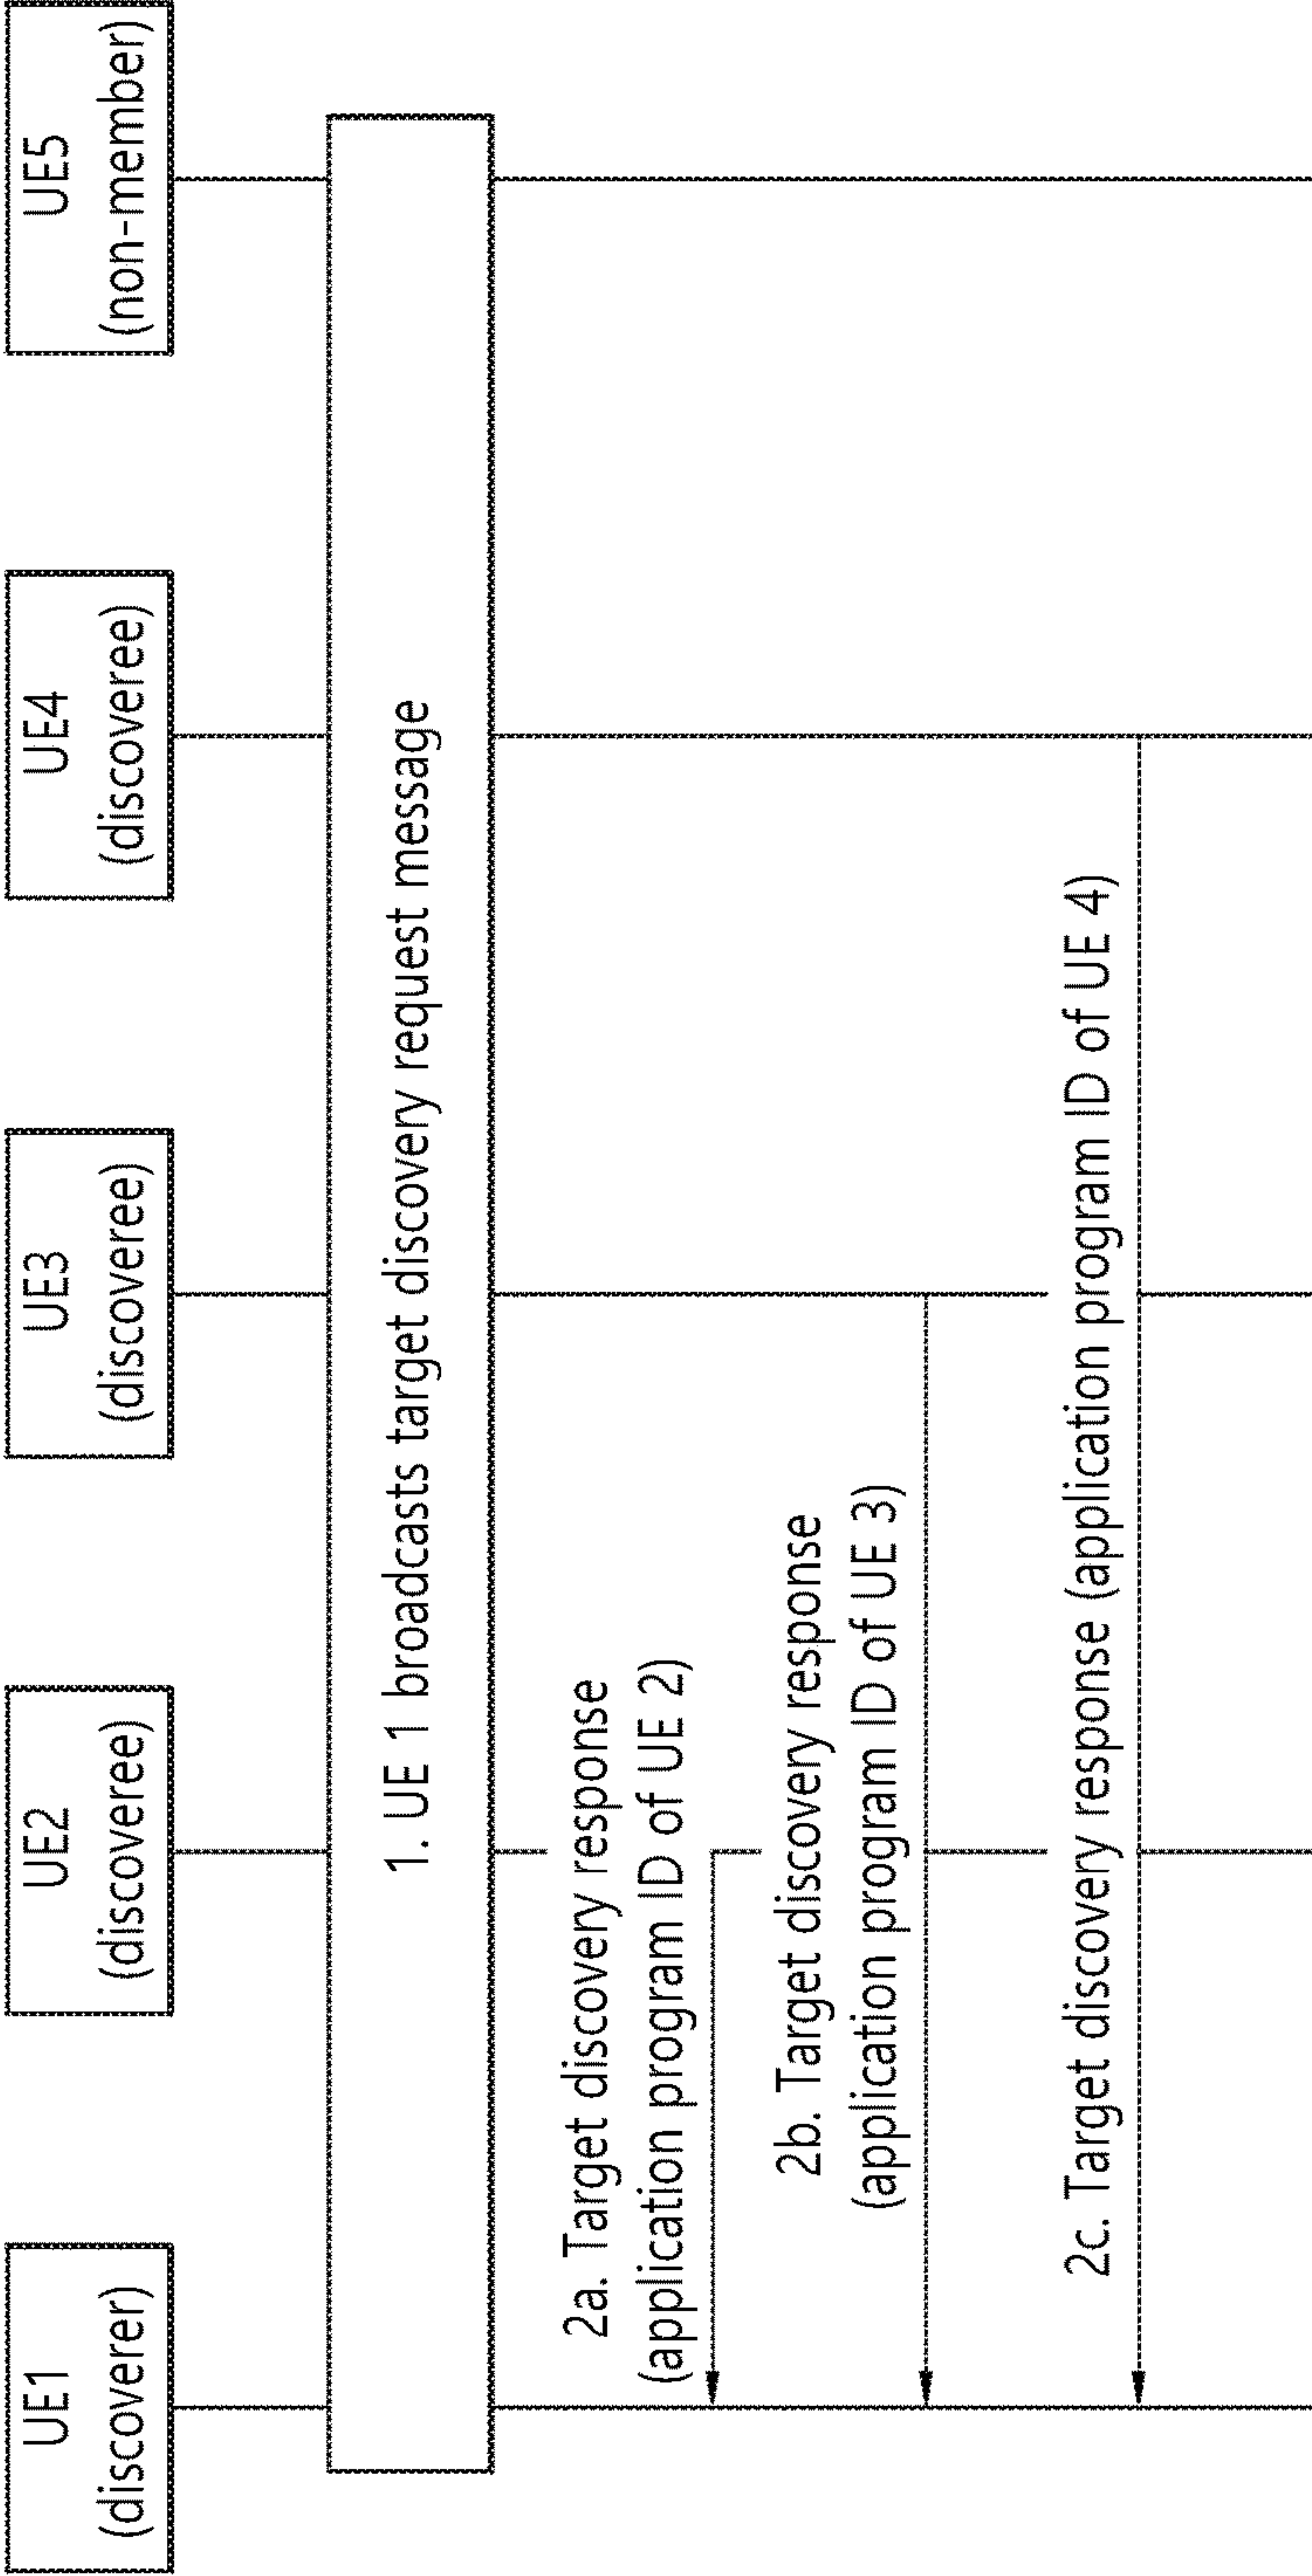 UE1
(discoverer)
UE2
(discoveree)
UE3
(discoveree)
UE4
(discoveree)
UE5
(non-member)
1. UE 1 broadcasts target discovery request message
2a. Target discovery response
(application program ID of UE 2)
2b. Target discovery response
(application program ID of UE 3)
2c. Target discovery response (application program ID of UE 4)